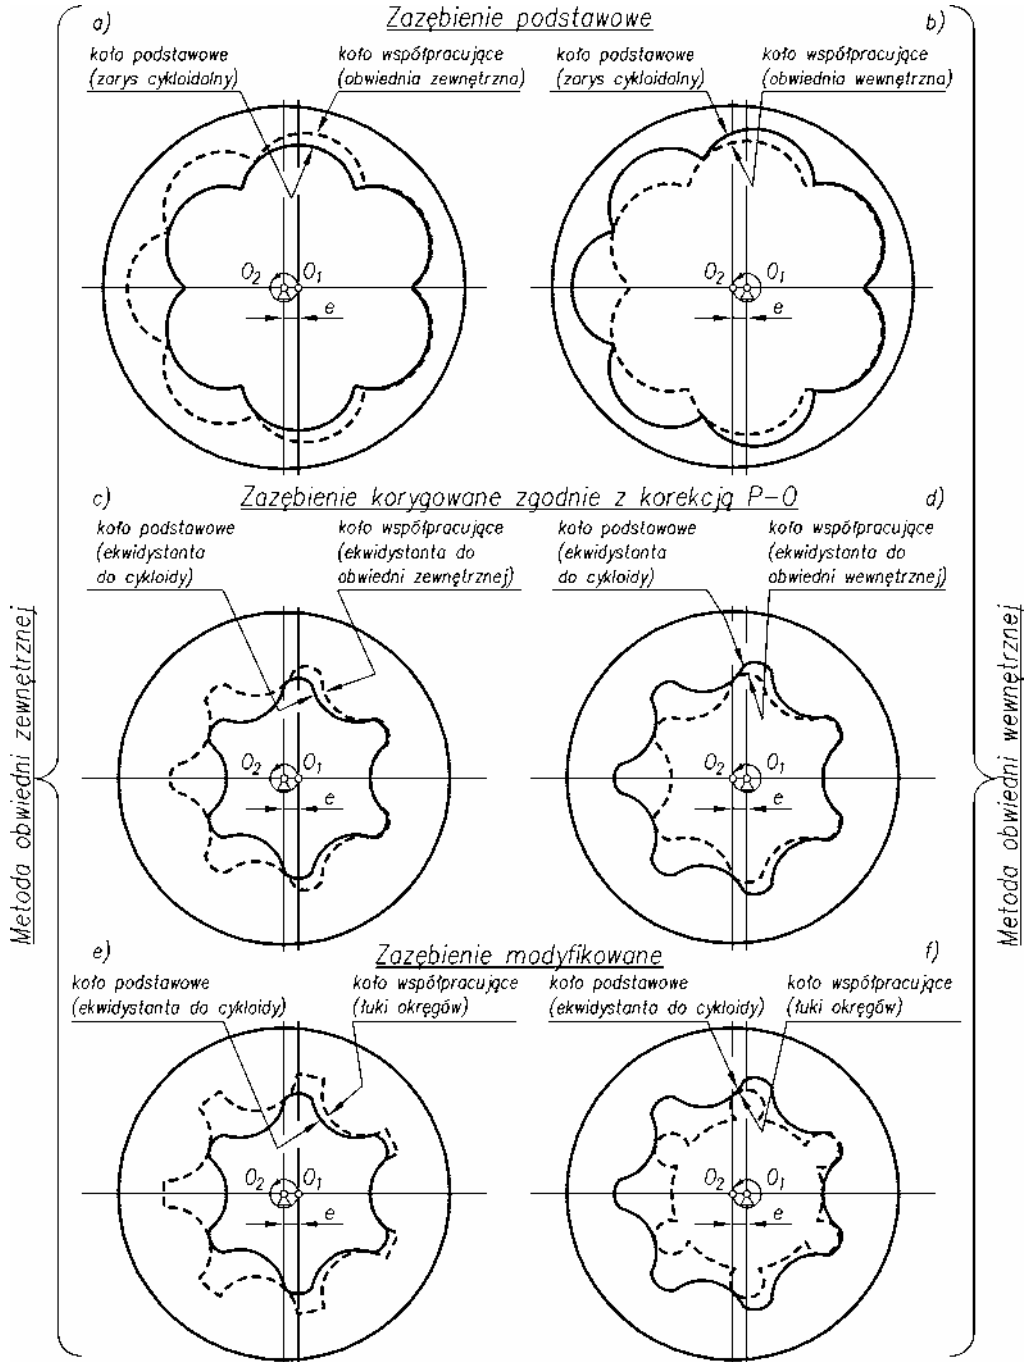 Zazębienie podstawowe
a)
koło podstawowe
(zarys cykloidalny)
koło współpracujące
(obwiednia zewnętrzna)
O2 O1
e
b)
koło podstawowe
(zarys cykloidalny)
koło współpracujące
(obwiednia wewnętrzna)
O2 O1
e
Zazębienie korygowane zgodnie z korekcją P-O
c)
koło podstawowe
(ekwidystanta
do cykloidy)
koło współpracujące
(ekwidystanta do
obwiedni zewnętrznej)
O2 O1
e
d)
koło podstawowe
(ekwidystanta
do cykloidy)
koło współpracujące
(ekwidystanta do
obwiedni wewnętrznej)
O2 O1
e
Zazębienie modyfikowane
e)
koło podstawowe
(ekwidystanta do cykloidy)
koło współpracujące
(łuki okręgów)
O2 O1
e
f)
koło podstawowe
(ekwidystanta do cykloidy)
koło współpracujące
(łuki okręgów)
O2 O1
e
Metoda obwiedni zewnętrznej
Metoda obwiedni wewnętrznej